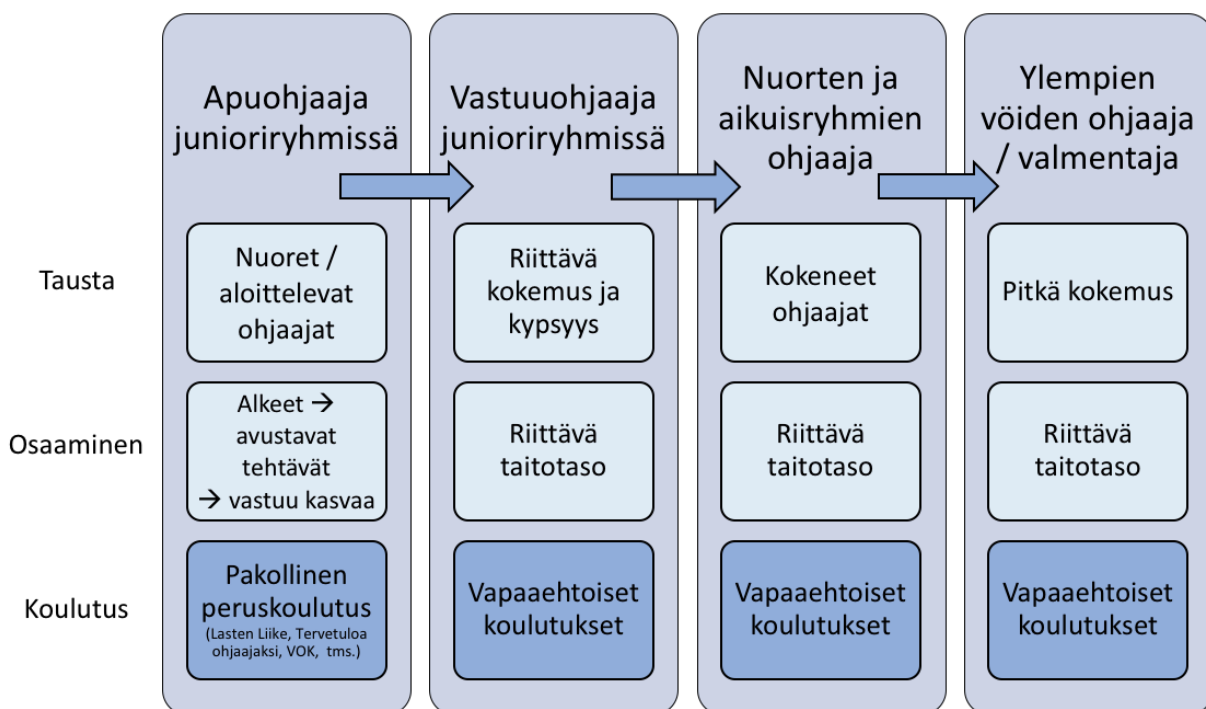 Apuohjaaja
junioriryhmissä
Vastuuohjaaja
junioriryhmissä
Nuorten ja
aikuisryhmien
ohjaaja
Ylempien
vöiden ohjaaja
/ valmentaja
Tausta
Nuoret /
aloittelevat
ohjaajat
Riittävä
kokemus ja
kypsyys
Kokeneet
ohjaajat
Pitkä kokemus
Osaaminen
Alkeet →
avustavat
tehtävät
→ vastuu kasvaa
Riittävä
taitotaso
Riittävä
taitotaso
Riittävä
taitotaso
Koulutus
Pakollinen
peruskoulutus
(Lasten Liike, Tervetuloa
ohjaajaksi, VOK, tms.)
Vapaaehtoiset
koulutukset
Vapaaehtoiset
koulutukset
Vapaaehtoiset
koulutukset